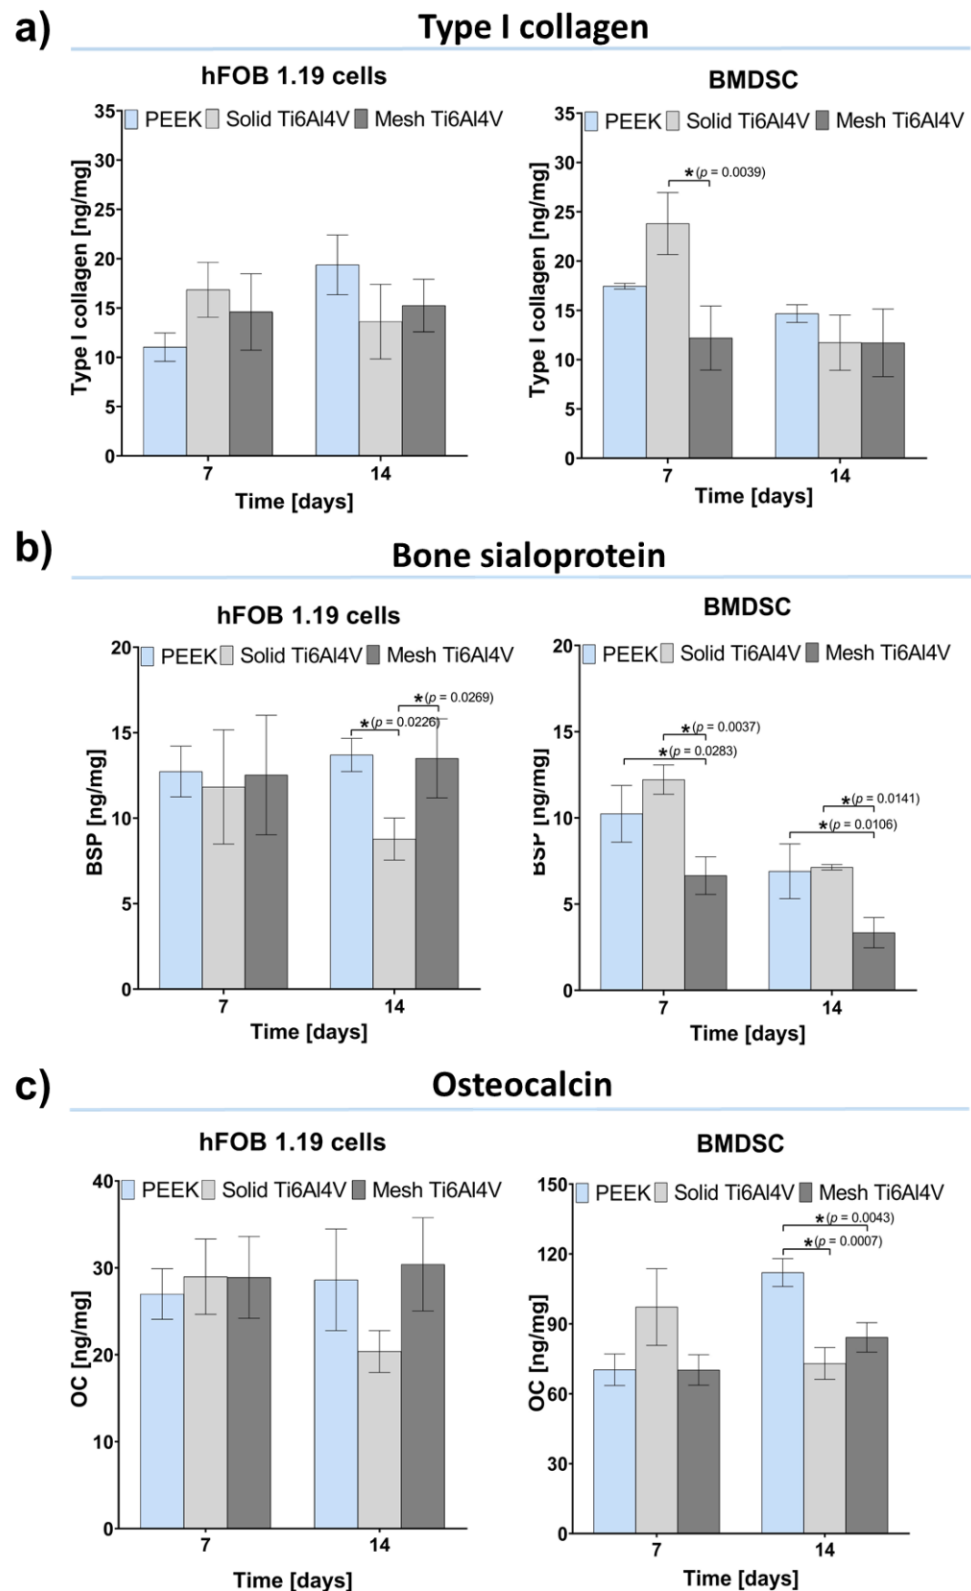 a)
Type I collagen
hFOB 1.19 cells
PEEK Solid Ti6Al4V Mesh Ti6Al4V
Type I collagen [ng/mg]
35
30
25
20
15
10
5
0
7 14
Time [days]
BMDSC
PEEK Solid Ti6Al4V Mesh Ti6Al4V
Type I collagen [ng/mg]
35
30
25
20
15
10
5
0
*(p = 0.0039)
7 14
Time [days]
b)
Bone sialoprotein
hFOB 1.19 cells
PEEK Solid Ti6Al4V Mesh Ti6Al4V
BSP [ng/mg]
20
15
10
5
0
*(p = 0.0269)
*(p = 0.0226)
7 14
Time [days]
BMDSC
PEEK Solid Ti6Al4V Mesh Ti6Al4V
BSP [ng/mg]
20
15
10
5
0
*(p = 0.0037)
*(p = 0.0283)
*(p = 0.0141)
*(p = 0.0106)
7 14
Time [days]
c)
Osteocalcin
hFOB 1.19 cells
PEEK Solid Ti6Al4V Mesh Ti6Al4V
OC [ng/mg]
40
30
20
10
0
7 14
Time [days]
BMDSC
PEEK Solid Ti6Al4V Mesh Ti6Al4V
OC [ng/mg]
150
120
90
60
30
0
*(p = 0.0043)
*(p = 0.0007)
7 14
Time [days]